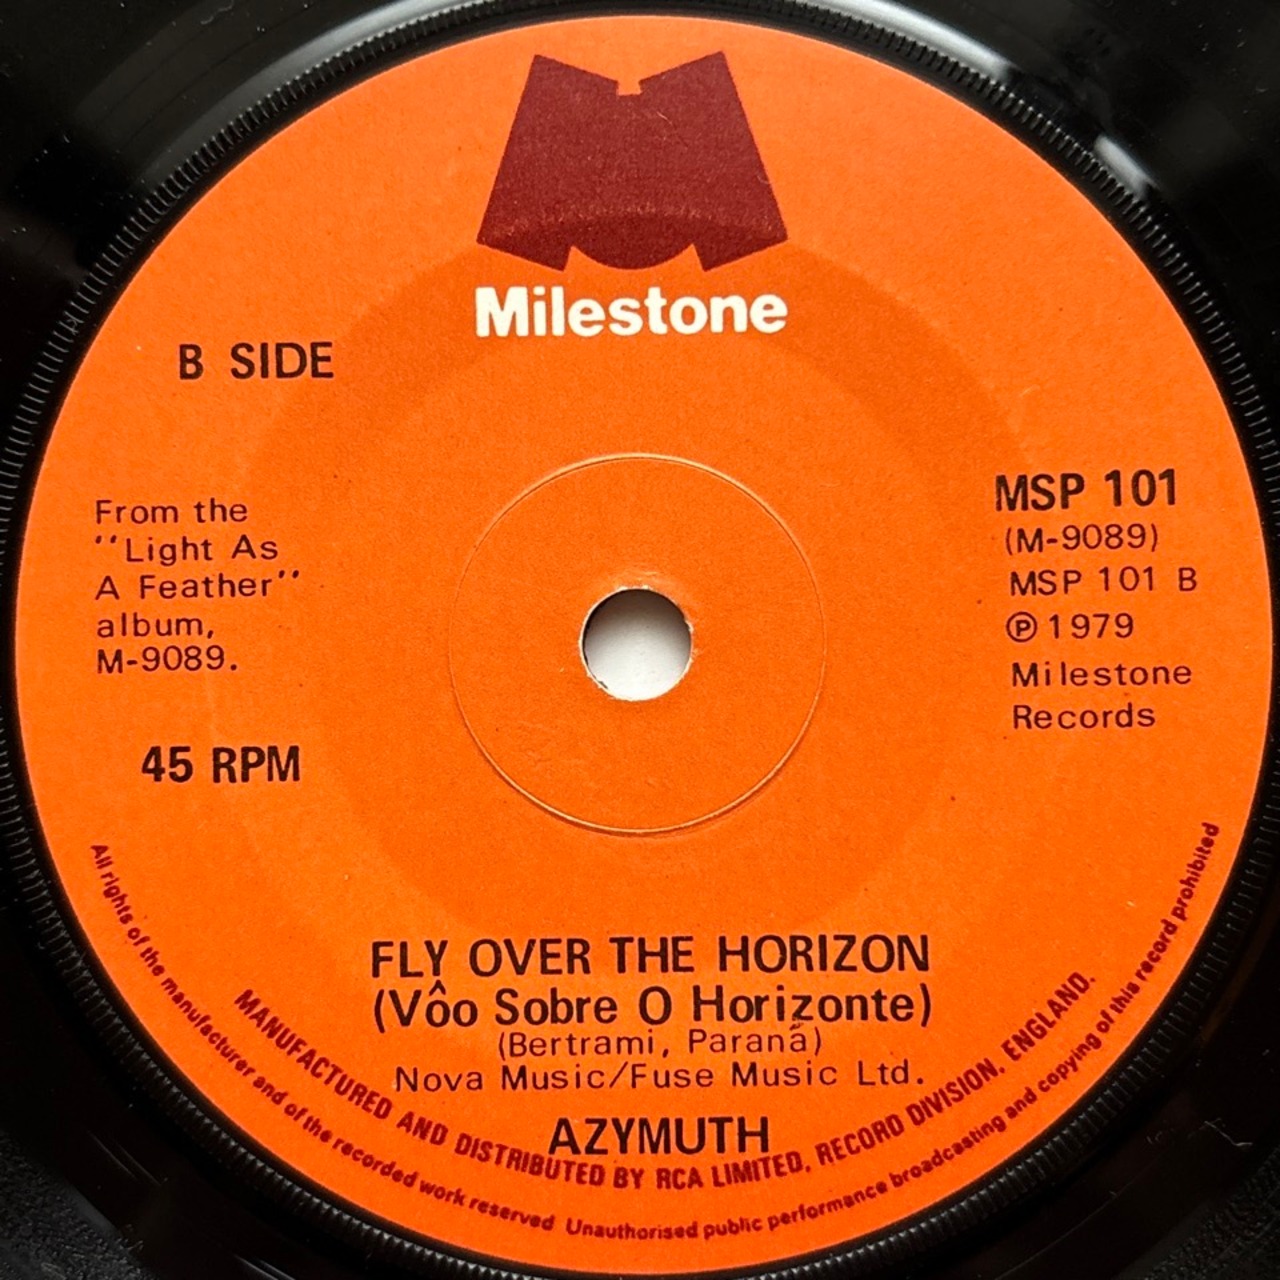 Milestone
B SIDE
From the
''Light As
A Feather''
album,
M-9089.
45 RPM
MSP 101
(M-9089)
MSP 101 B
℗ 1979
Milestone
Records
FLY OVER THE HORIZON
(Vôo Sobre O Horizonte)
(Bertrami, Paranã)
Nova Music/Fuse Music Ltd.
AZYMUTH
MANUFACTURED AND DISTRIBUTED BY RCA LIMITED, RECORD DIVISION, ENGLAND.
All rights of the manufacturer and of the recorded work reserved Unauthorised public performance broadcasting and copying of this record prohibited